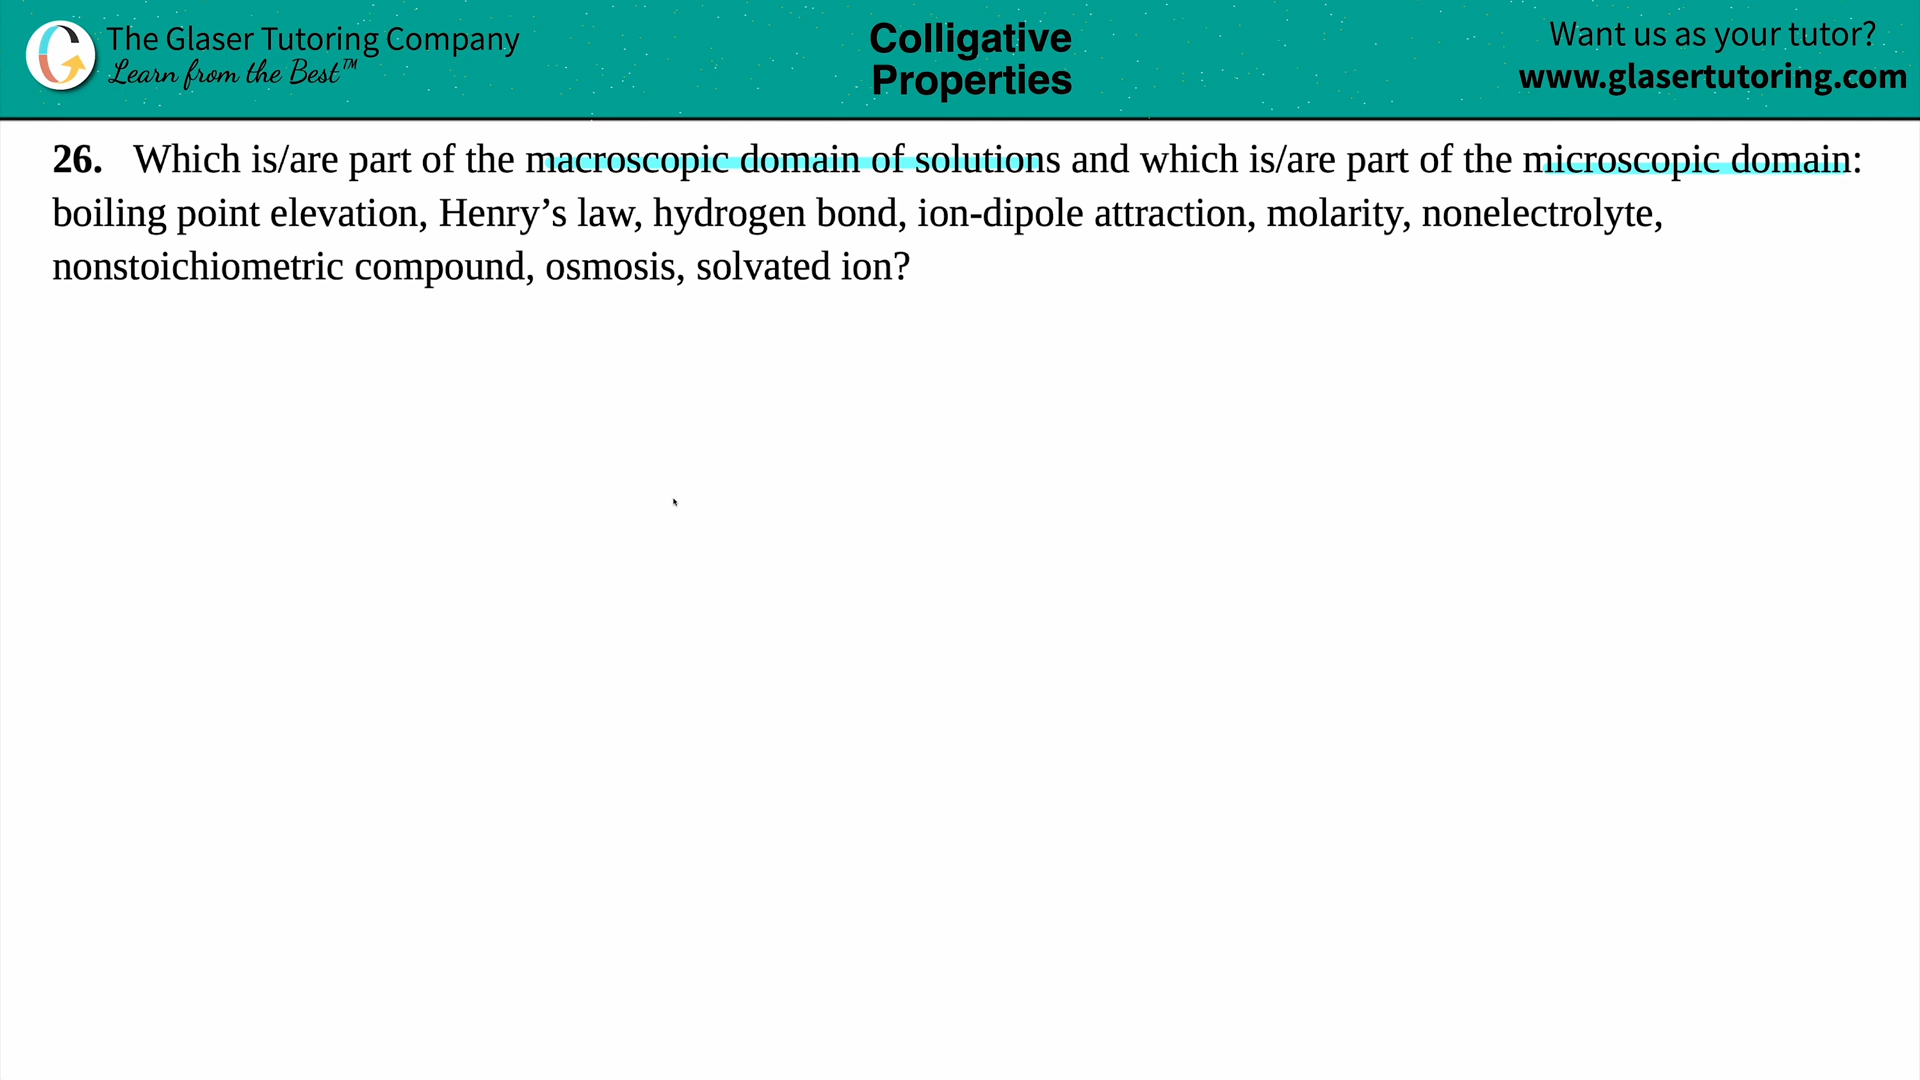 The Glaser Tutoring Company
Learn from the Best™
Colligative
Properties
Want us as your tutor?
www.glasertutoring.com
26. Which is/are part of the macroscopic domain of solutions and which is/are part of the microscopic domain:
boiling point elevation, Henry’s law, hydrogen bond, ion-dipole attraction, molarity, nonelectrolyte,
nonstoichiometric compound, osmosis, solvated ion?